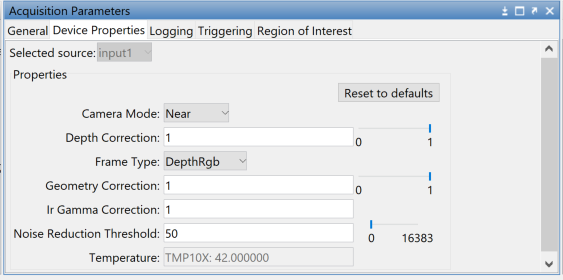 Acquisition Parameters
General Device Properties Logging Triggering Region of Interest
Selected source: input1
Properties
Reset to defaults
Camera Mode: Near
Depth Correction: 1 0 1
Frame Type: DepthRgb
Geometry Correction: 1 0 1
Ir Gamma Correction: 1
Noise Reduction Threshold: 50 0 16383
Temperature: TMP10X: 42.000000